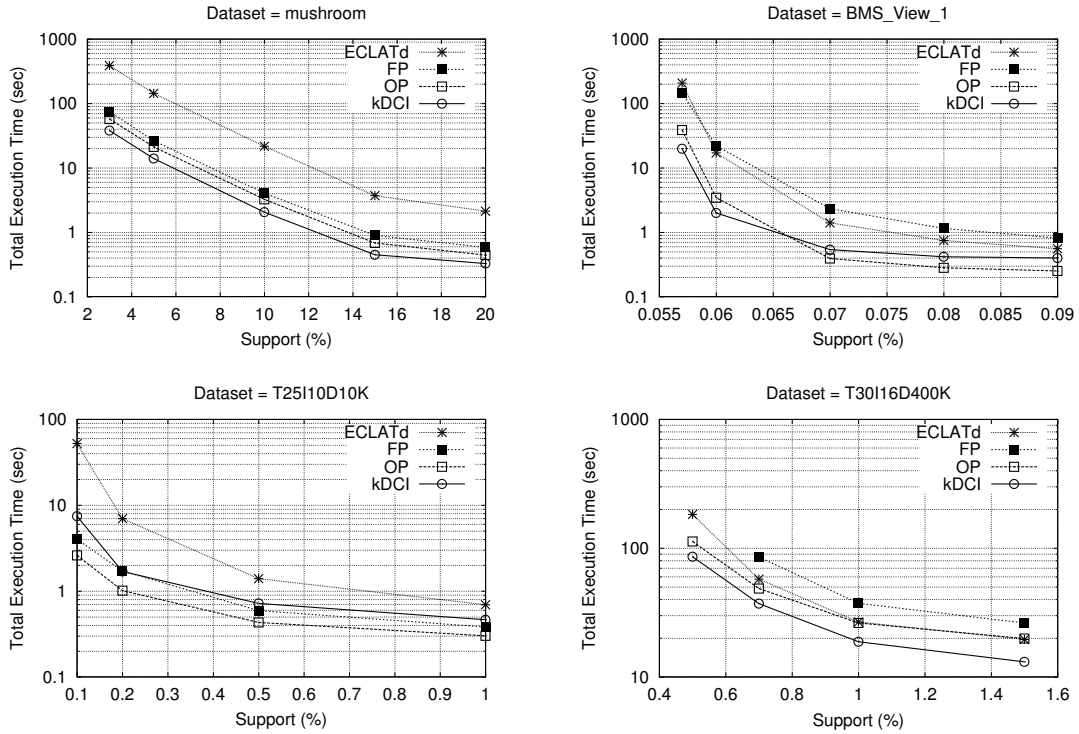 Dataset = mushroom
Total Execution Time (sec)
1000
100
10
1
0.1
ECLATd
FP
OP
kDCI
2 4 6 8 10 12 14 16 18 20
Support (%)
Dataset = BMS_View_1
Total Execution Time (sec)
1000
100
10
1
0.1
ECLATd
FP
OP
kDCI
0.055 0.06 0.065 0.07 0.075 0.08 0.085 0.09
Support (%)
Dataset = T25I10D10K
Total Execution Time (sec)
100
10
1
0.1
ECLATd
FP
OP
kDCI
0.1 0.2 0.3 0.4 0.5 0.6 0.7 0.8 0.9 1
Support (%)
Dataset = T30I16D400K
Total Execution Time (sec)
1000
100
10
ECLATd
FP
OP
kDCI
0.4 0.6 0.8 1 1.2 1.4 1.6
Support (%)